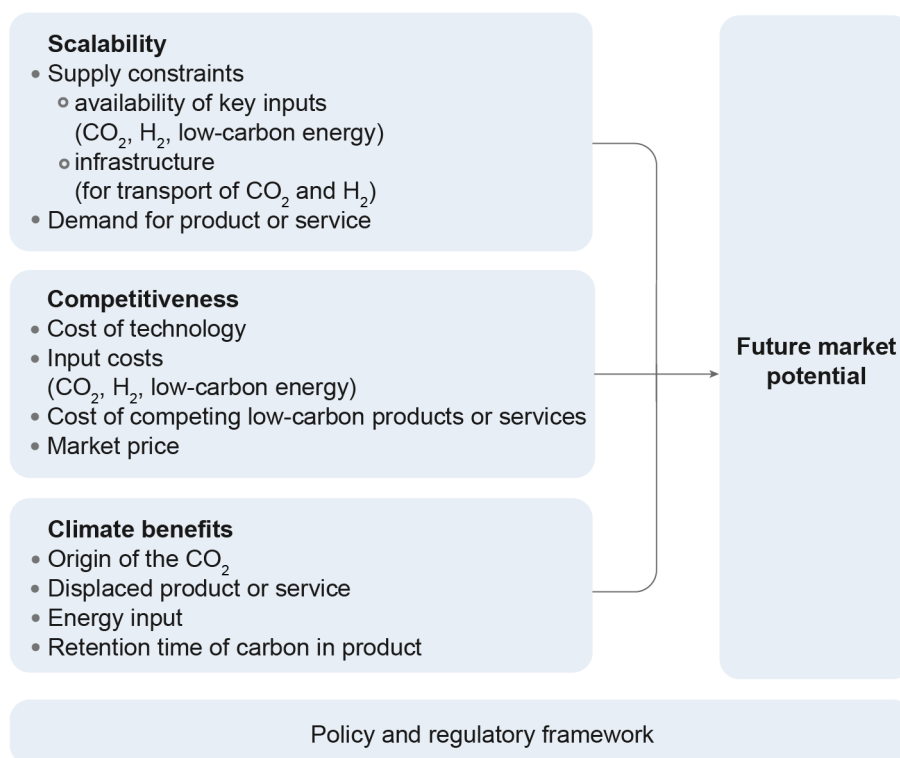 Scalability
• Supply constraints
∘ availability of key inputs
(CO₂, H₂, low-carbon energy)
∘ infrastructure
(for transport of CO₂ and H₂)
• Demand for product or service
Competitiveness
• Cost of technology
• Input costs
(CO₂, H₂, low-carbon energy)
• Cost of competing low-carbon products or services
• Market price
Climate benefits
• Origin of the CO₂
• Displaced product or service
• Energy input
• Retention time of carbon in product
Future market
potential
Policy and regulatory framework